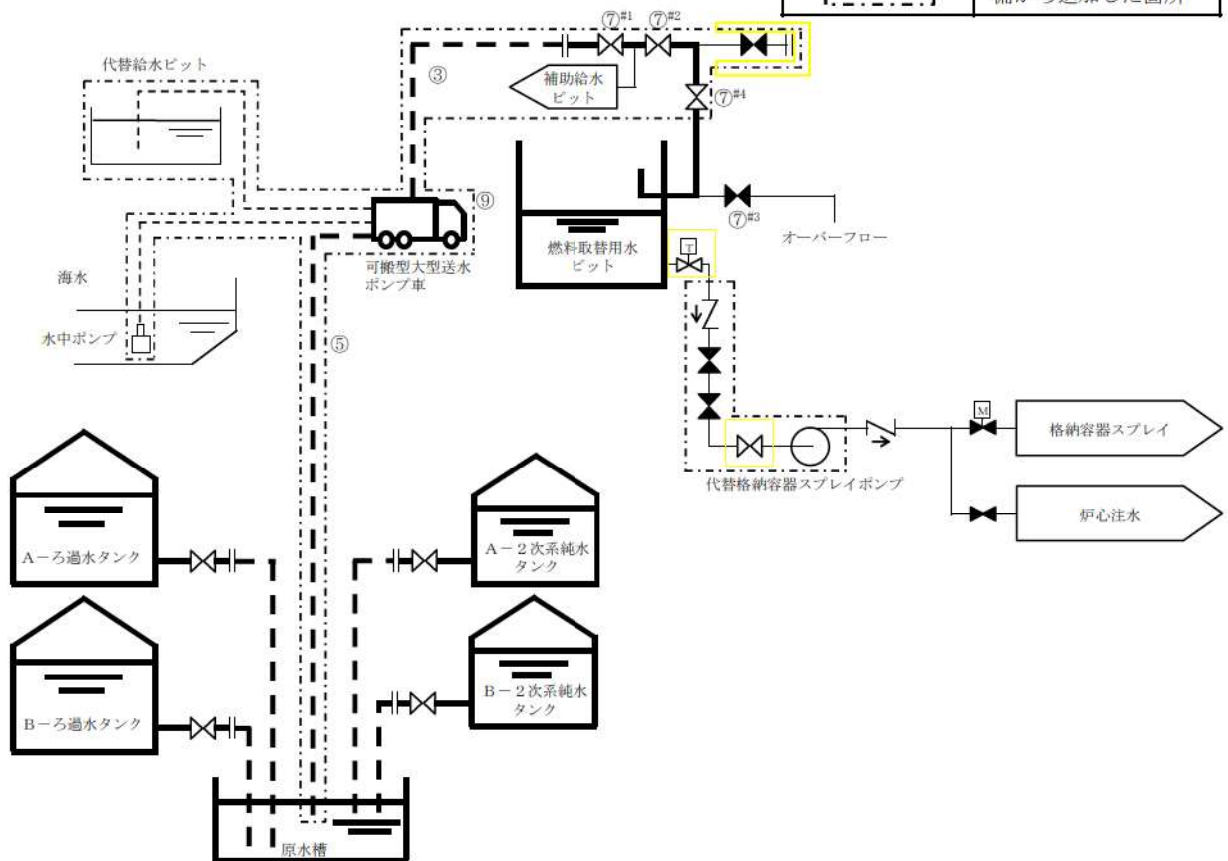 備から追加した箇所
⑦#1
⑦#2
代替給水ピット
③
補助給水
ピット
⑦#4
⑨
⑦#3
オーバーフロー
燃料取替用水
ピット
T
可搬型大型送水
ポンプ車
海水
水中ポンプ
⑤
M
格納容器スプレイ
代替格納容器スプレイポンプ
炉心注水
A-ろ過水タンク
A-2次系純水
タンク
B-ろ過水タンク
B-2次系純水
タンク
原水槽